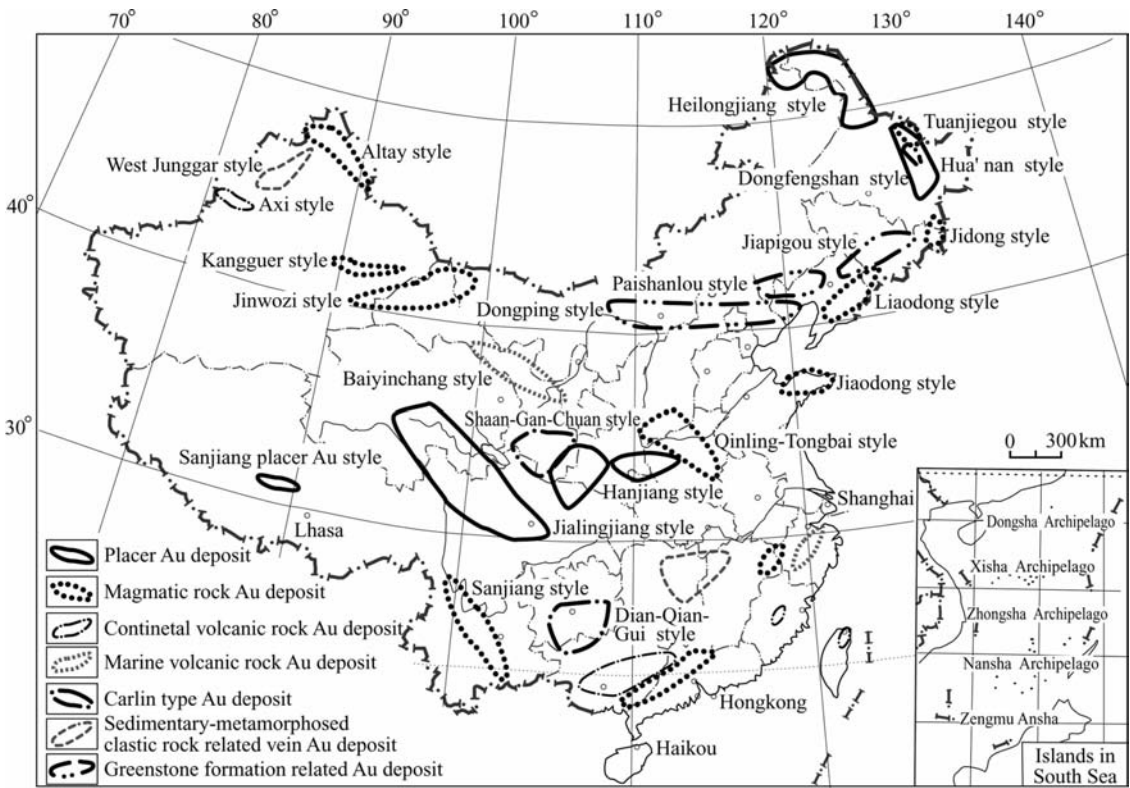 70° 80° 90° 100° 110° 120° 130° 140°
Heilongjiang style
Tuanjiegou style
West Junggar style
Altay style
Hua' nan style
Dongfengshan style
40°
Axi style
Jiapigou style
Jidong style
Kangguer style
Paishanlou style
Jinwozi style
Dongping style
Liaodong style
Baiyinchang style
Jiaodong style
Shaan-Gan-Chuan style
30°
Qinling-Tongbai style
0 300 km
Sanjiang placer Au style
Hanjiang style
Shanghai
Lhasa
Jialingjiang style
Dongsha Archipelago
Placer Au deposit
Xisha Archipelago
Magmatic rock Au deposit
Sanjiang style
Zhongsha Archipelago
Continetal volcanic rock Au deposit
Dian-Qian-
Gui style
Marine volcanic rock Au deposit
Nansha Archipelago
Carlin type Au deposit
Hongkong
Zengmu Ansha
Sedimentary-metamorphosed
clastic rock related vein Au deposit
Haikou
Islands in
South Sea
Greenstone formation related Au deposit